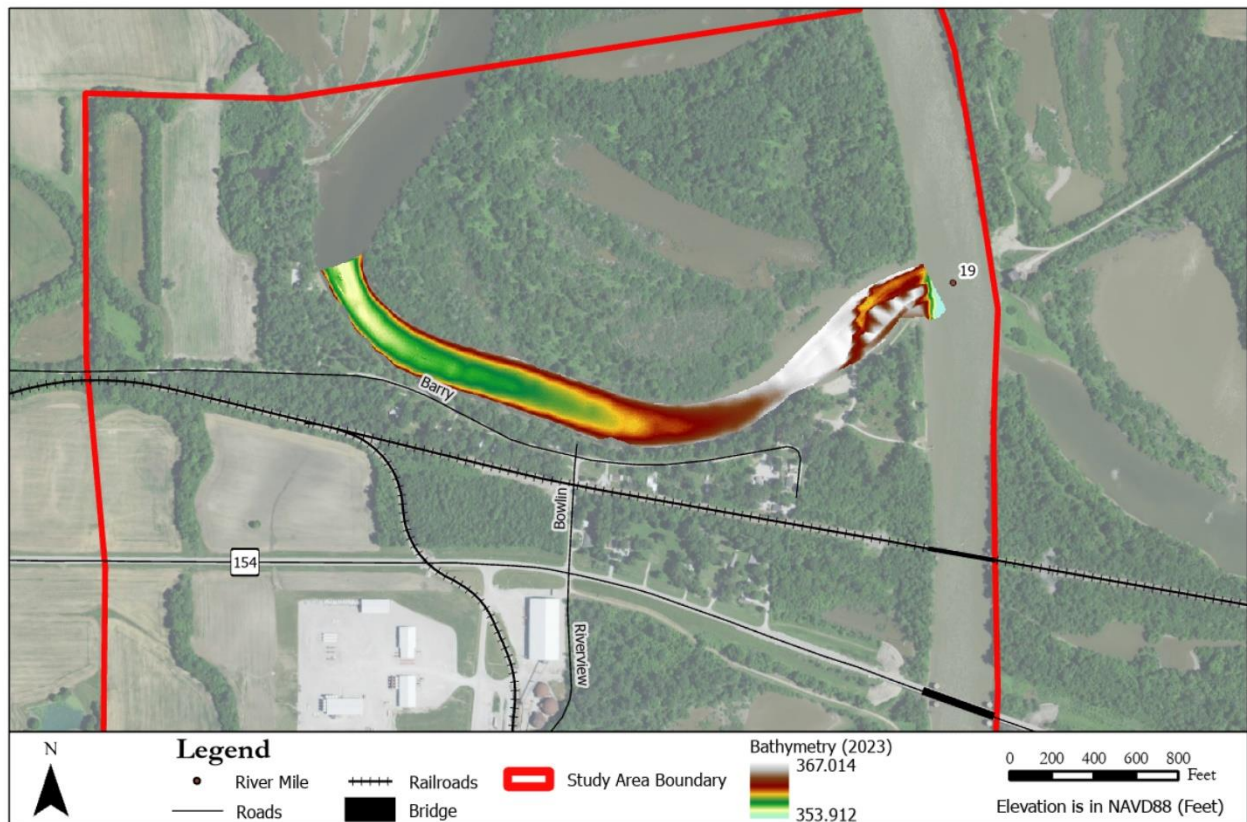 19
Barry
Bowlin
154
Riverview
N
Legend
River Mile
Roads
Railroads
Bridge
Study Area Boundary
Bathymetry (2023)
367.014
353.912
0 200 400 600 800
Feet
Elevation is in NAVD88 (Feet)